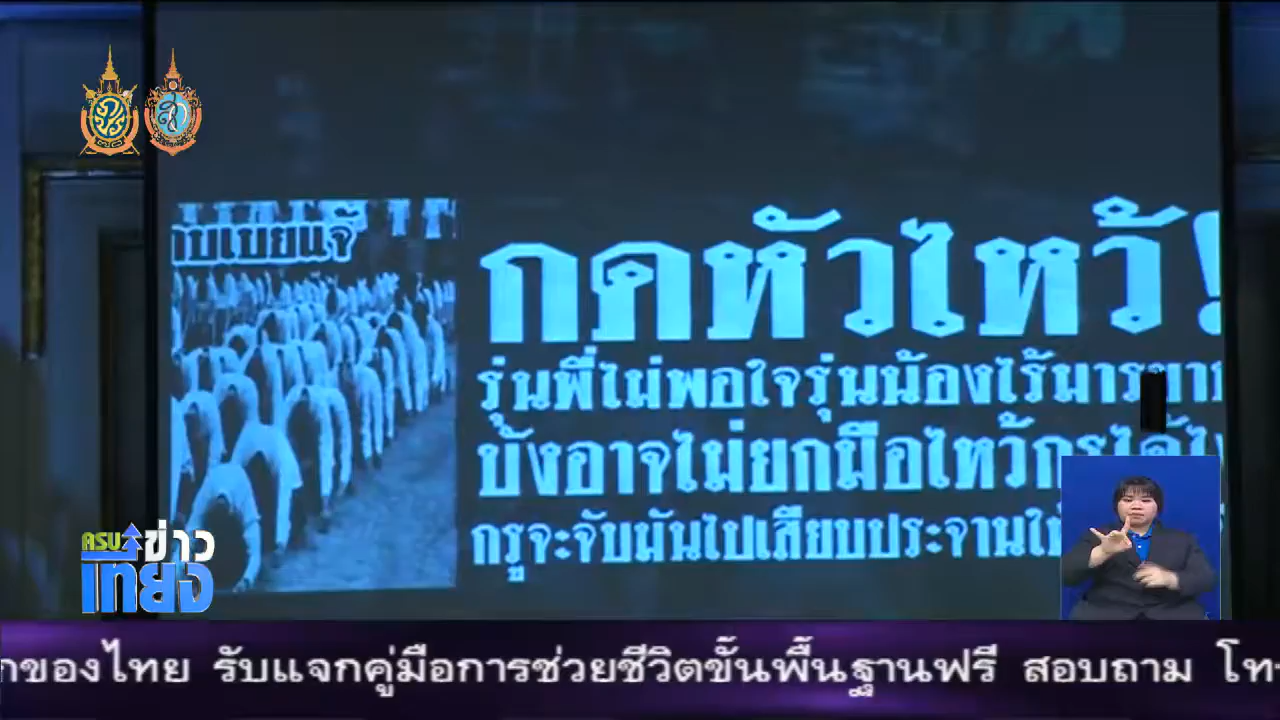 กดหัวไหว้!
รุ่นพี่ไม่พอใจรุ่นน้องไร้มารยาท
บังอาจไม่ยกมือไหว้
กรูจะจับมันไปเสียบประจาน
ครบข่าว
เที่ยง
กของไทย รับแจกคู่มือการช่วยชีวิตขั้นพื้นฐานฟรี สอบถาม โทร